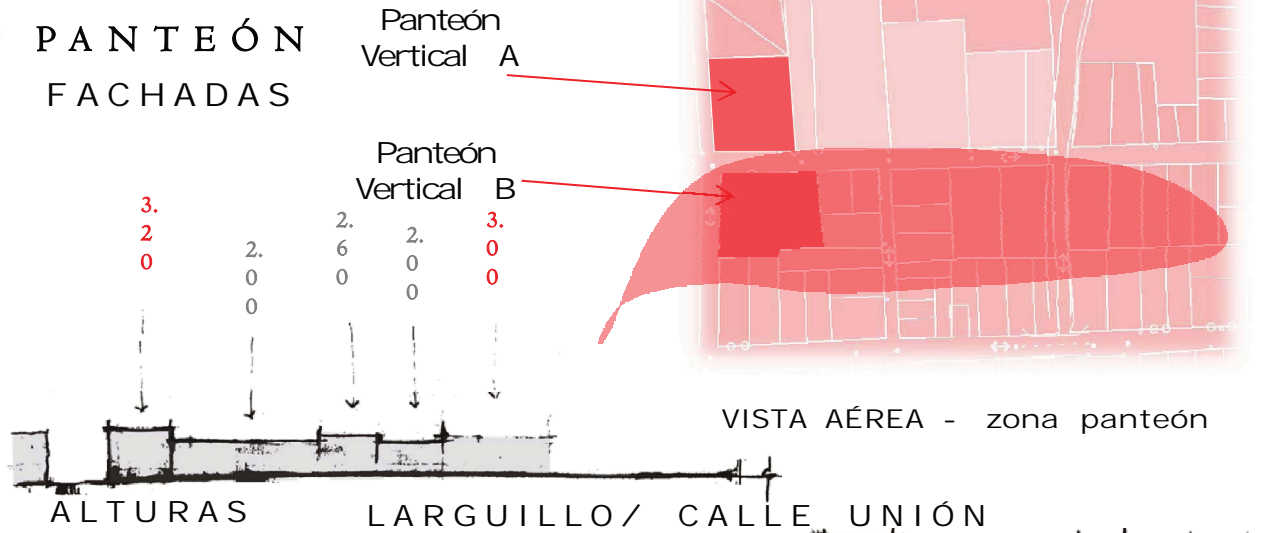 PANTEÓN
FACHADAS
Panteón
Vertical A
Panteón
Vertical B
3.
2
0
2.
0
0
2.
6
0
2.
0
0
3.
0
0
VISTA AÉREA - zona panteón
ALTURAS
LARGUILLO/ CALLE UNIÓN